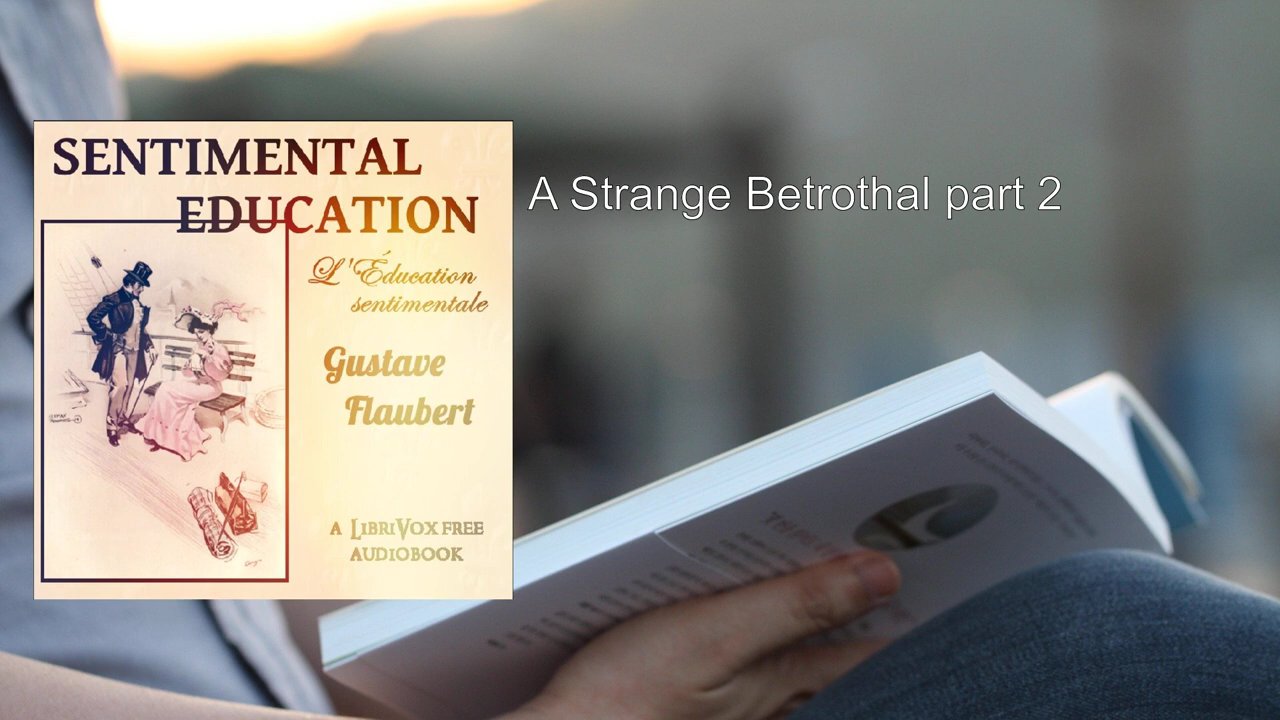 SENTIMENTAL
EDUCATION
L'Éducation
sentimentale
Gustave
Flaubert
A LIBRIVOX FREE
AUDIOBOOK
A Strange Betrothal part 2